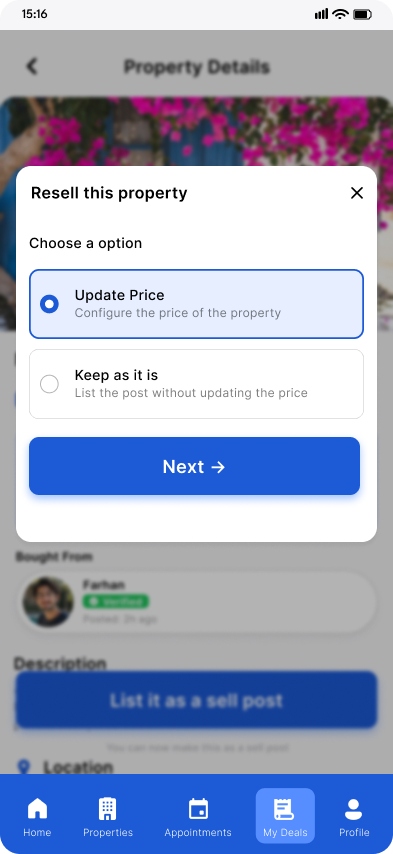 15:16
Property Details
Resell this property
Choose a option
Update Price
Configure the price of the property
Keep as it is
List the post without updating the price
Next →
Bought From
Farhan
Verified
Posted: 2h ago
Description
List it as a sell post
You can now make this as a sell post
Location
Home
Properties
Appointments
My Deals
Profile